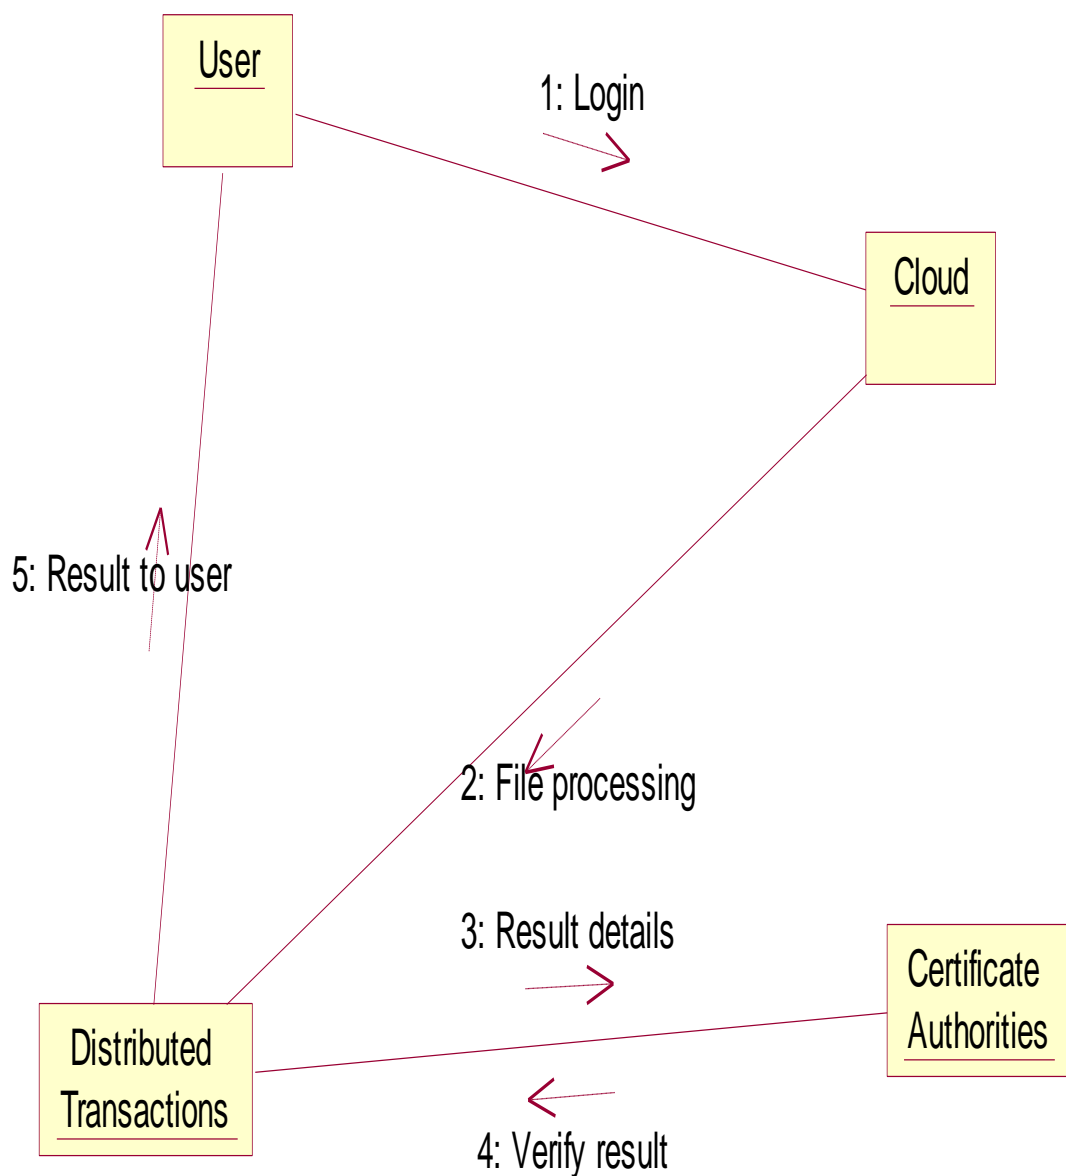 User
1: Login
Cloud
5: Result to user
2: File processing
3: Result details
Certificate
Authorities
Distributed
Transactions
4: Verify result